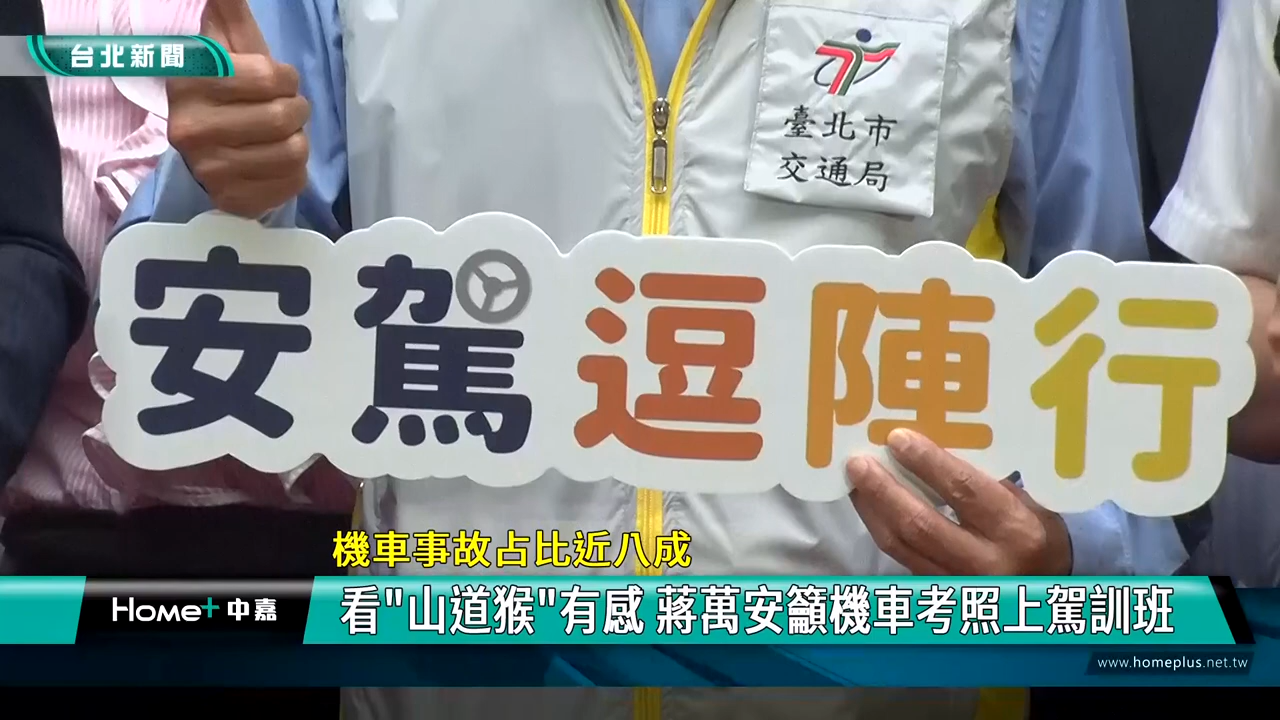 台北新聞
臺北市
交通局
安駕逗陣行
機車事故占比近八成
Home+中嘉
看"山道猴"有感 蔣萬安籲機車考照上駕訓班
www.homeplus.net.tw